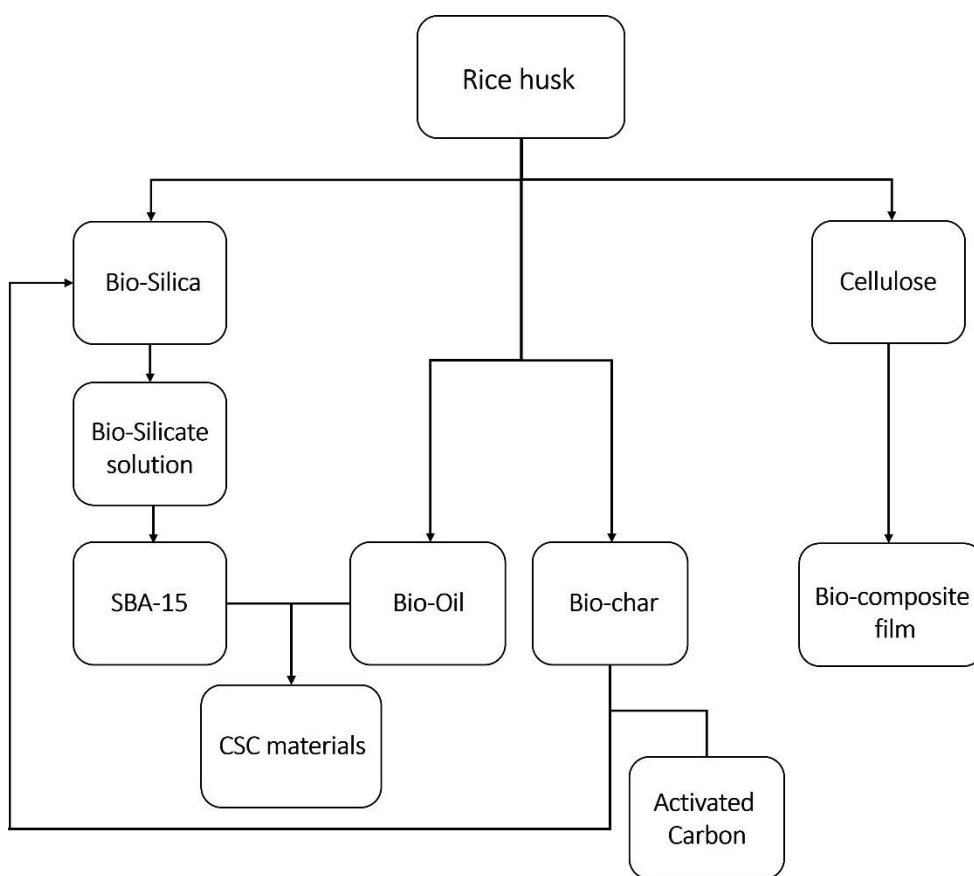 Rice husk
Bio-Silica
Cellulose
Bio-Silicate
solution
SBA-15
Bio-Oil
Bio-char
Bio-composite
film
CSC materials
Activated
Carbon